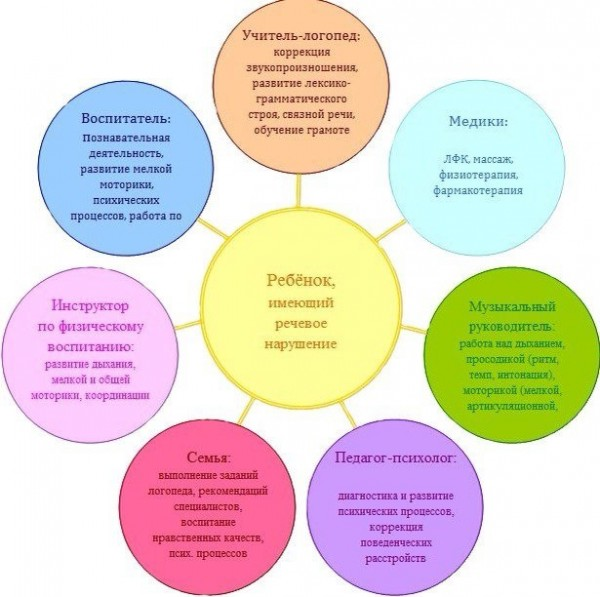 Учитель-логопед:
коррекция
звукопроизношения,
развитие лексико-
грамматического
строя, связной речи,
обучение грамоте
Медики:
ЛФК, массаж,
физиотерапия,
фармакотерапия
Музыкальный
руководитель:
работа над дыханием,
просодикой (ритм,
темп, интонация),
моторикой (мелкой,
артикуляционной,
Педагог-психолог:
диагностика и развитие
психических процессов,
коррекция
поведенческих
расстройств
Семья:
выполнение заданий
логопеда, рекомендаций
специалистов,
воспитание
нравственных качеств,
псих. процессов
Инструктор
по физическому
воспитанию:
развитие дыхания,
мелкой и общей
моторики, координации
Воспитатель:
Познавательная
деятельность,
развитие мелкой
моторики,
психических
процессов, работа по
Ребёнок,
имеющий
речевое
нарушение